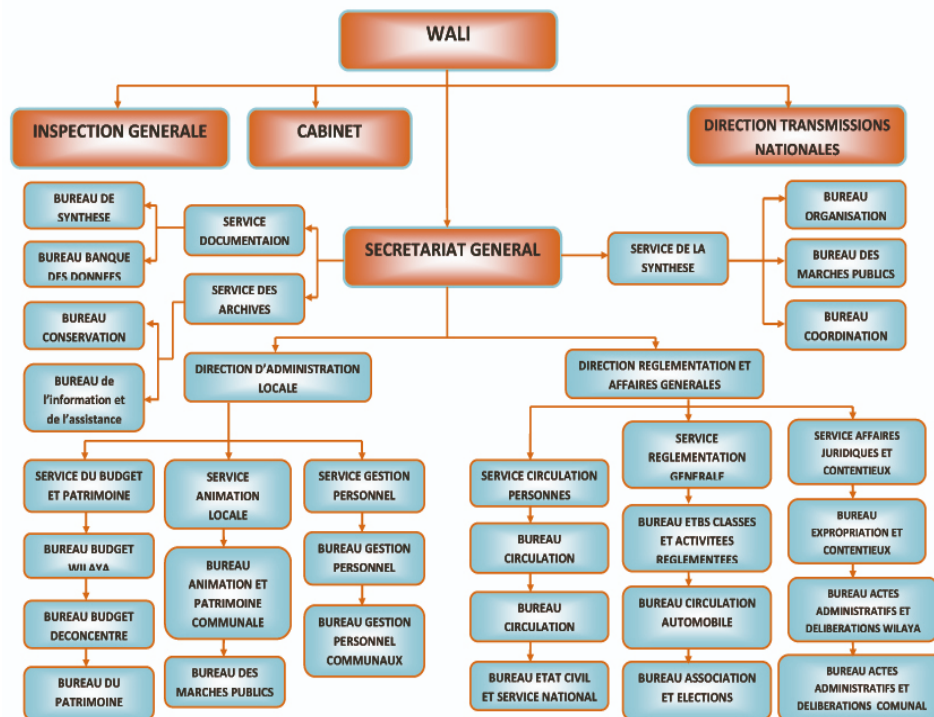 WALI
INSPECTION GENERALE
CABINET
DIRECTION TRANSMISSIONS
NATIONALES
BUREAU DE
SYNTHESE
BUREAU BANQUE
DES DONNEES
SERVICE
DOCUMENTAION
SERVICE DES
ARCHIVES
BUREAU
CONSERVATION
BUREAU de
l'information et
de l'assistance
SECRETARIAT GENERAL
SERVICE DE LA
SYNTHESE
BUREAU
ORGANISATION
BUREAU DES
MARCHES PUBLICS
BUREAU
COORDINATION
DIRECTION D'ADMINISTRATION
LOCALE
DIRECTION REGLEMENTATION ET
AFFAIRES GENERALES
SERVICE DU BUDGET
ET PATRIMOINE
BUREAU BUDGET
WILAYA
BUREAU BUDGET
DECONCENTRE
BUREAU DU
PATRIMOINE
SERVICE
ANIMATION
LOCALE
BUREAU
ANIMATION ET
PATRIMOINE
COMMUNALE
BUREAU DES
MARCHES PUBLICS
SERVICE GESTION
PERSONNEL
BUREAU GESTION
PERSONNEL
BUREAU GESTION
PERSONNEL
COMMUNAUX
SERVICE CIRCULATION
PERSONNES
BUREAU
CIRCULATION
BUREAU
CIRCULATION
BUREAU ETAT CIVIL
ET SERVICE NATIONAL
SERVICE
REGLEMENTATION
GENERALE
BUREAU ETBS CLASSES
ET ACTIVITEES
REGLEMENTEES
BUREAU CIRCULATION
AUTOMOBILE
BUREAU ASSOCIATION
ET ELECTIONS
SERVICE AFFAIRES
JURIDIQUES ET
CONTENTIEUX
BUREAU
EXPROPRIATION ET
CONTENTIEUX
BUREAU ACTES
ADMINISTRATIFS ET
DELIBERATIONS WILAYA
BUREAU ACTES
ADMINISTRATIFS ET
DELIBERATIONS COMUNAL